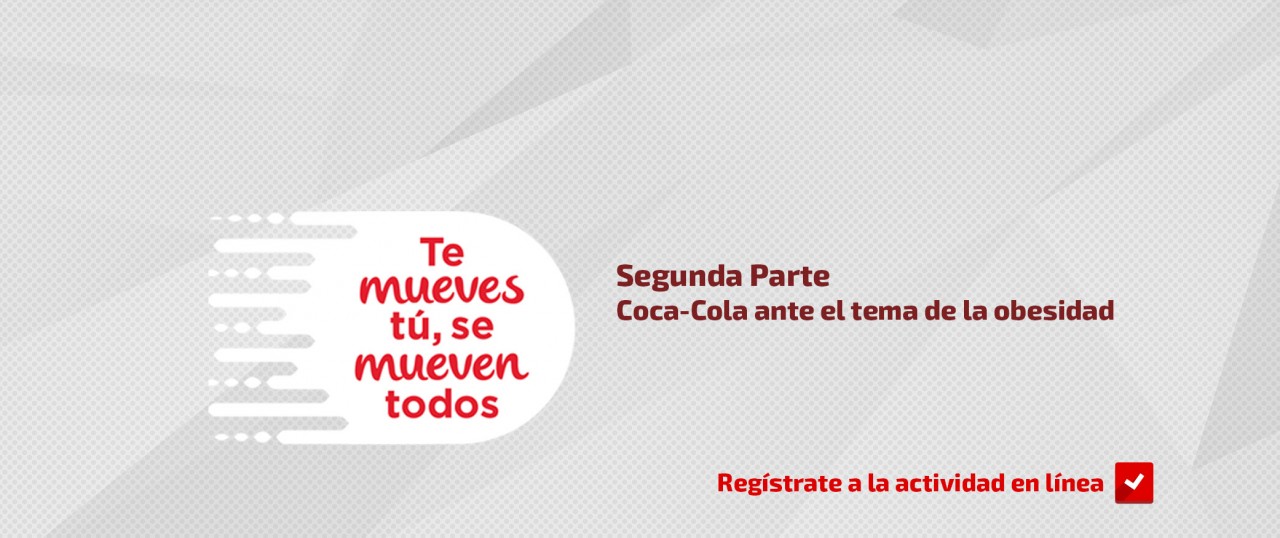 Te
mueves
tú, se
mueven
todos
Segunda Parte
Coca-Cola ante el tema de la obesidad
Regístrate a la actividad en línea